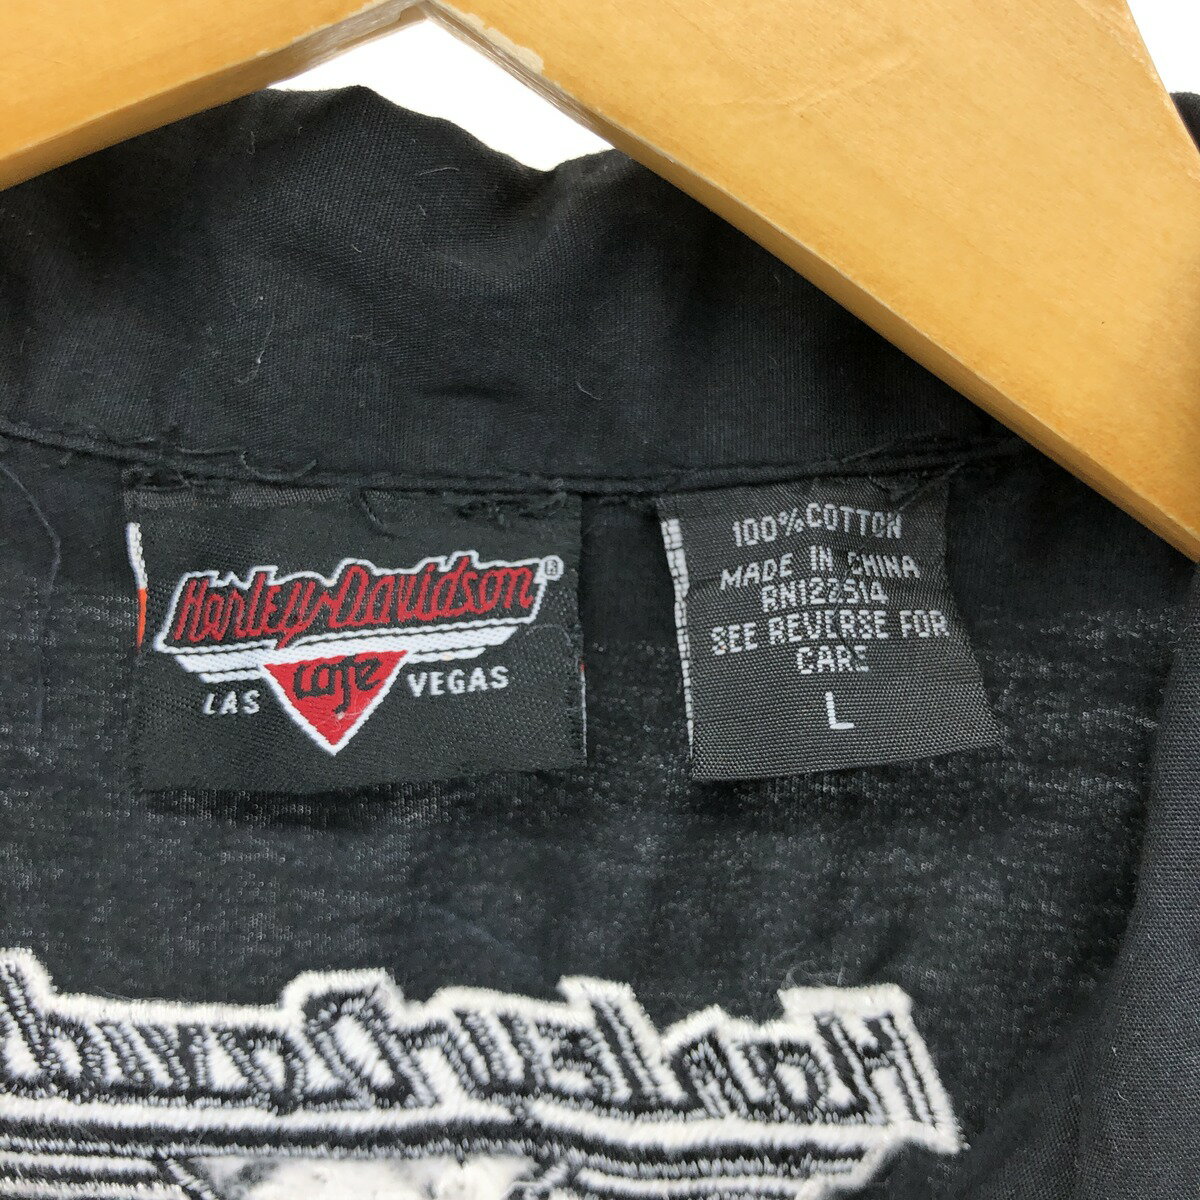 Harley-Davidson®
cafe
LAS VEGAS
100% COTTON
MADE IN CHINA
RN122514
SEE REVERSE FOR
CARE
L